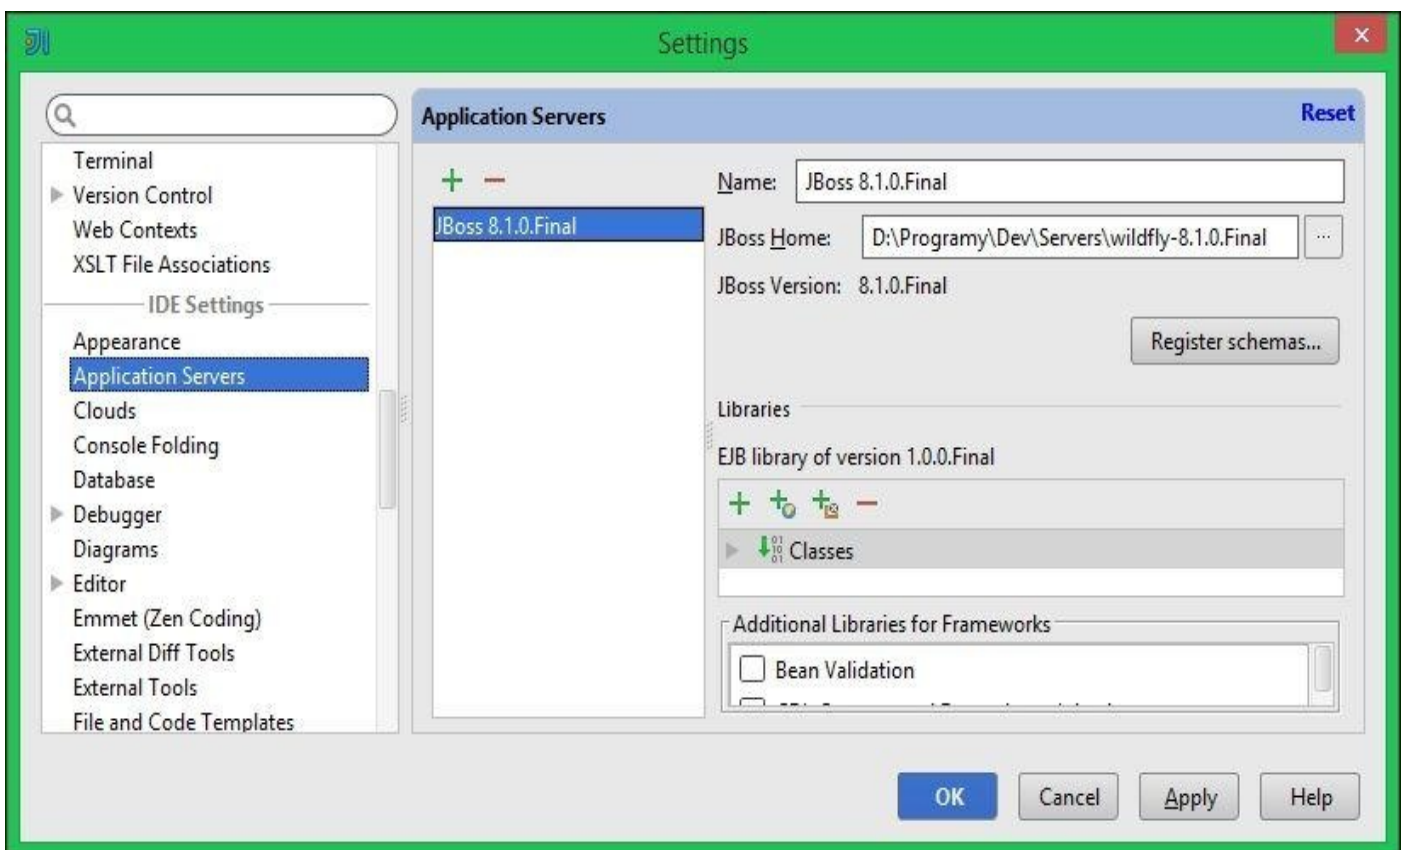 Settings
Application Servers
Reset
Terminal
Version Control
Web Contexts
XSLT File Associations
IDE Settings
Appearance
Application Servers
Clouds
Console Folding
Database
Debugger
Diagrams
Editor
Emmet (Zen Coding)
External Diff Tools
External Tools
File and Code Templates
JBoss 8.1.0.Final
Name: JBoss 8.1.0.Final
JBoss Home: D:\Programy\Dev\Servers\wildfly-8.1.0.Final ...
JBoss Version: 8.1.0.Final
Register schemas...
Libraries
EJB library of version 1.0.0.Final
Classes
Additional Libraries for Frameworks
Bean Validation
OK Cancel Apply Help